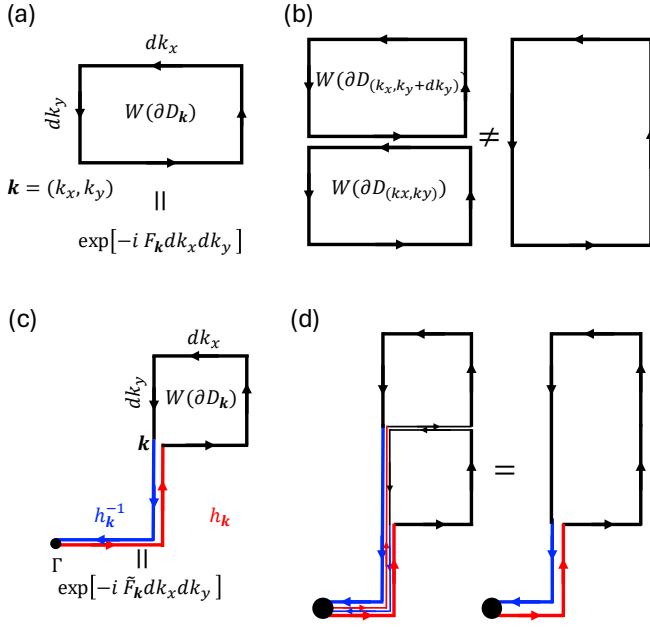 (a)
dk_x
dk_y
W(∂D_𝒌)
𝒌 = (k_x, k_y)
=
exp[−i F_𝒌 dk_x dk_y]
(b)
W(∂D_(k_x,k_y+dk_y))
≠
W(∂D_(kx,ky))
(c)
dk_x
dk_y
W(∂D_𝒌)
𝒌
h_𝒌^{−1}
h_𝒌
Γ
=
exp[−i F̃_𝒌 dk_x dk_y]
(d)
=